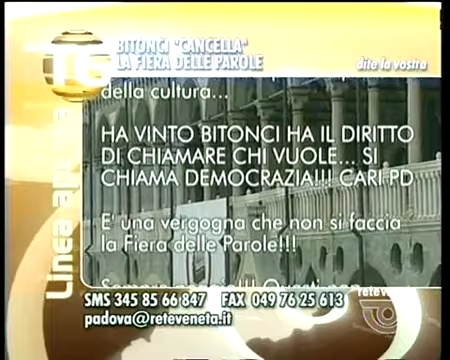 TG
BITONCI "CANCELLA"
LA FIERA DELLE PAROLE
dite la vostra
della cultura...
HA VINTO BITONCI HA IL DIRITTO
DI CHIAMARE CHI VUOLE... SI
CHIAMA DEMOCRAZIA!!! CARI PD
E' una vergogna che non si faccia
la Fiera delle Parole!!!
Linea aperta
SMS 345 85 66 847 FAX 049 76 25 613
padova@reteveneta.it
reteveneta